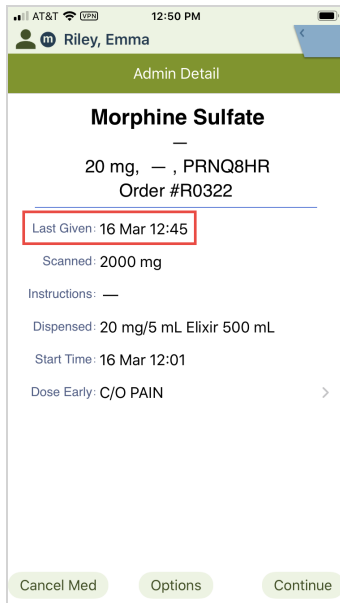 AT&T VPN 12:50 PM
m Riley, Emma
Admin Detail
Morphine Sulfate
—
20 mg, — , PRNQ8HR
Order #R0322
Last Given: 16 Mar 12:45
Scanned: 2000 mg
Instructions: —
Dispensed: 20 mg/5 mL Elixir 500 mL
Start Time: 16 Mar 12:01
Dose Early: C/O PAIN
Cancel Med Options Continue